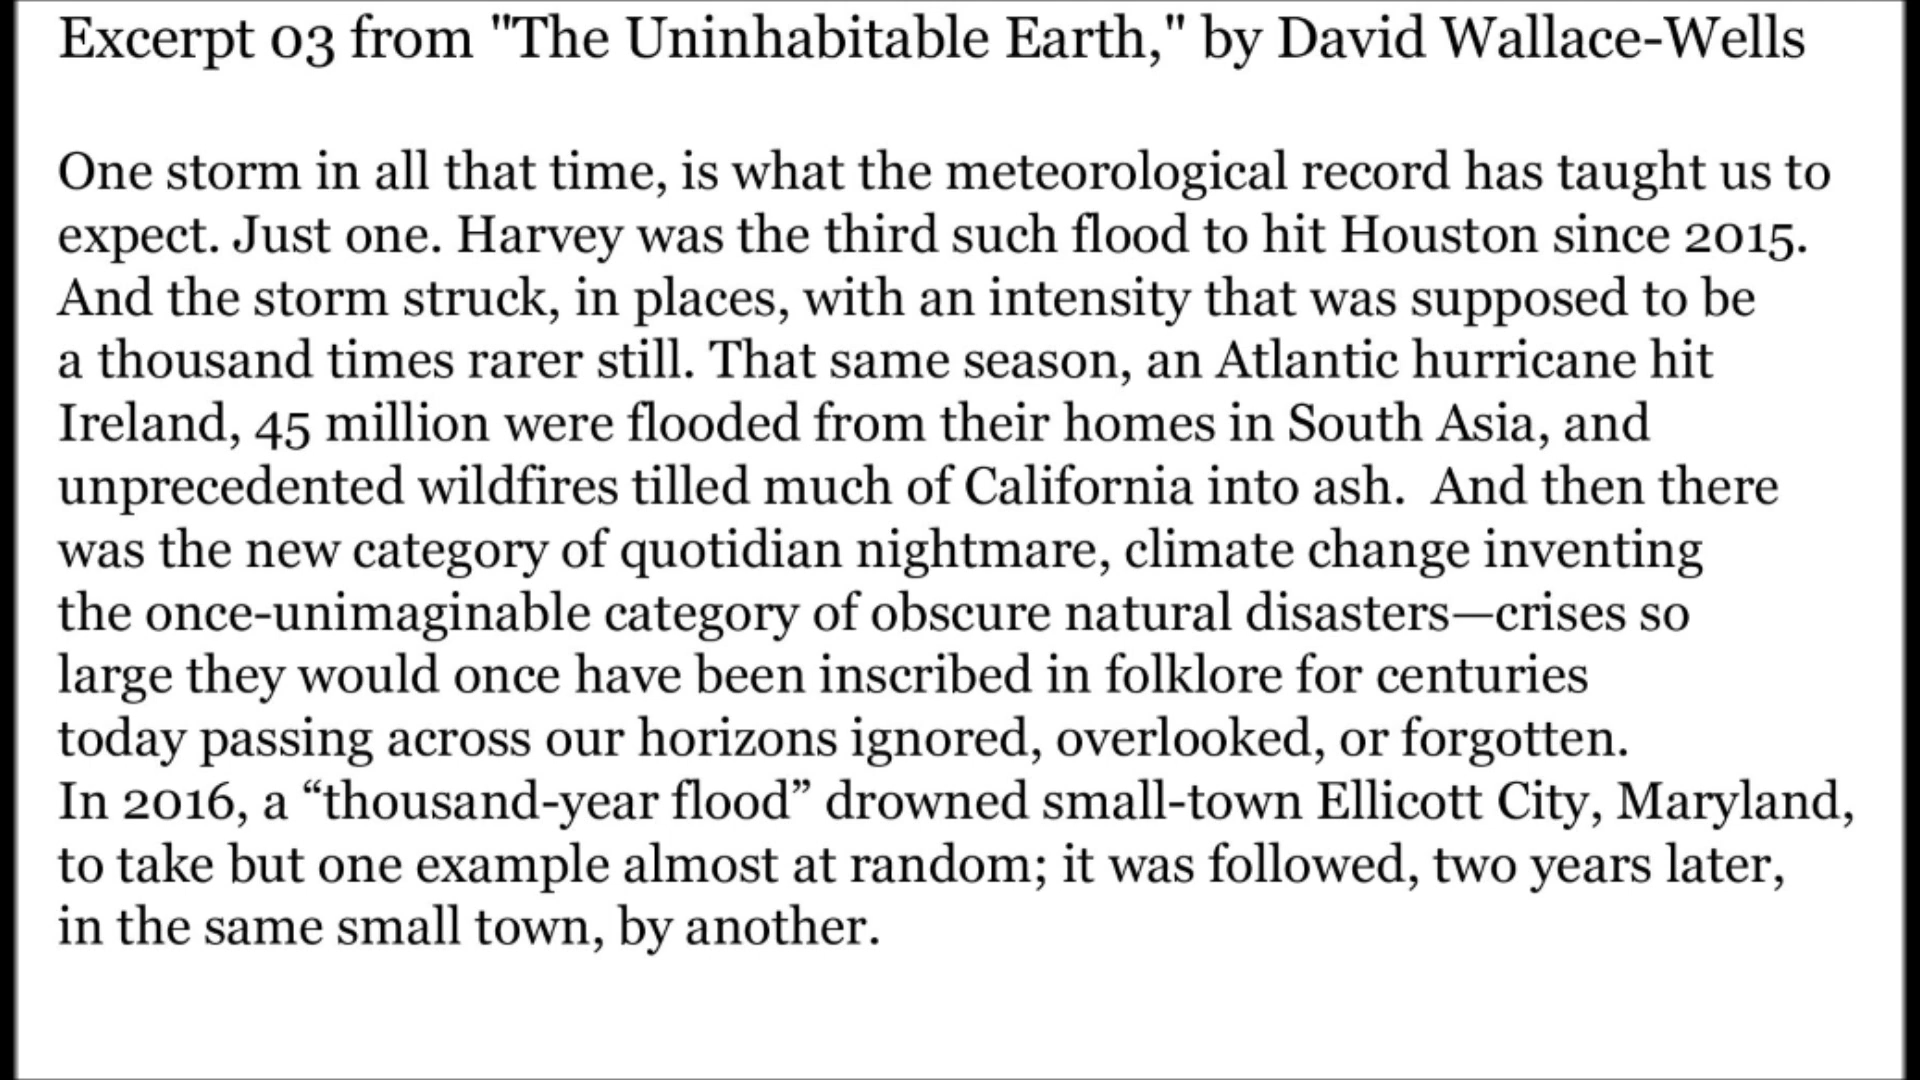 Excerpt 03 from "The Uninhabitable Earth," by David Wallace-Wells
One storm in all that time, is what the meteorological record has taught us to
expect. Just one. Harvey was the third such flood to hit Houston since 2015.
And the storm struck, in places, with an intensity that was supposed to be
a thousand times rarer still. That same season, an Atlantic hurricane hit
Ireland, 45 million were flooded from their homes in South Asia, and
unprecedented wildfires tilled much of California into ash.  And then there
was the new category of quotidian nightmare, climate change inventing
the once-unimaginable category of obscure natural disasters—crises so
large they would once have been inscribed in folklore for centuries
today passing across our horizons ignored, overlooked, or forgotten.
In 2016, a “thousand-year flood” drowned small-town Ellicott City, Maryland,
to take but one example almost at random; it was followed, two years later,
in the same small town, by another.